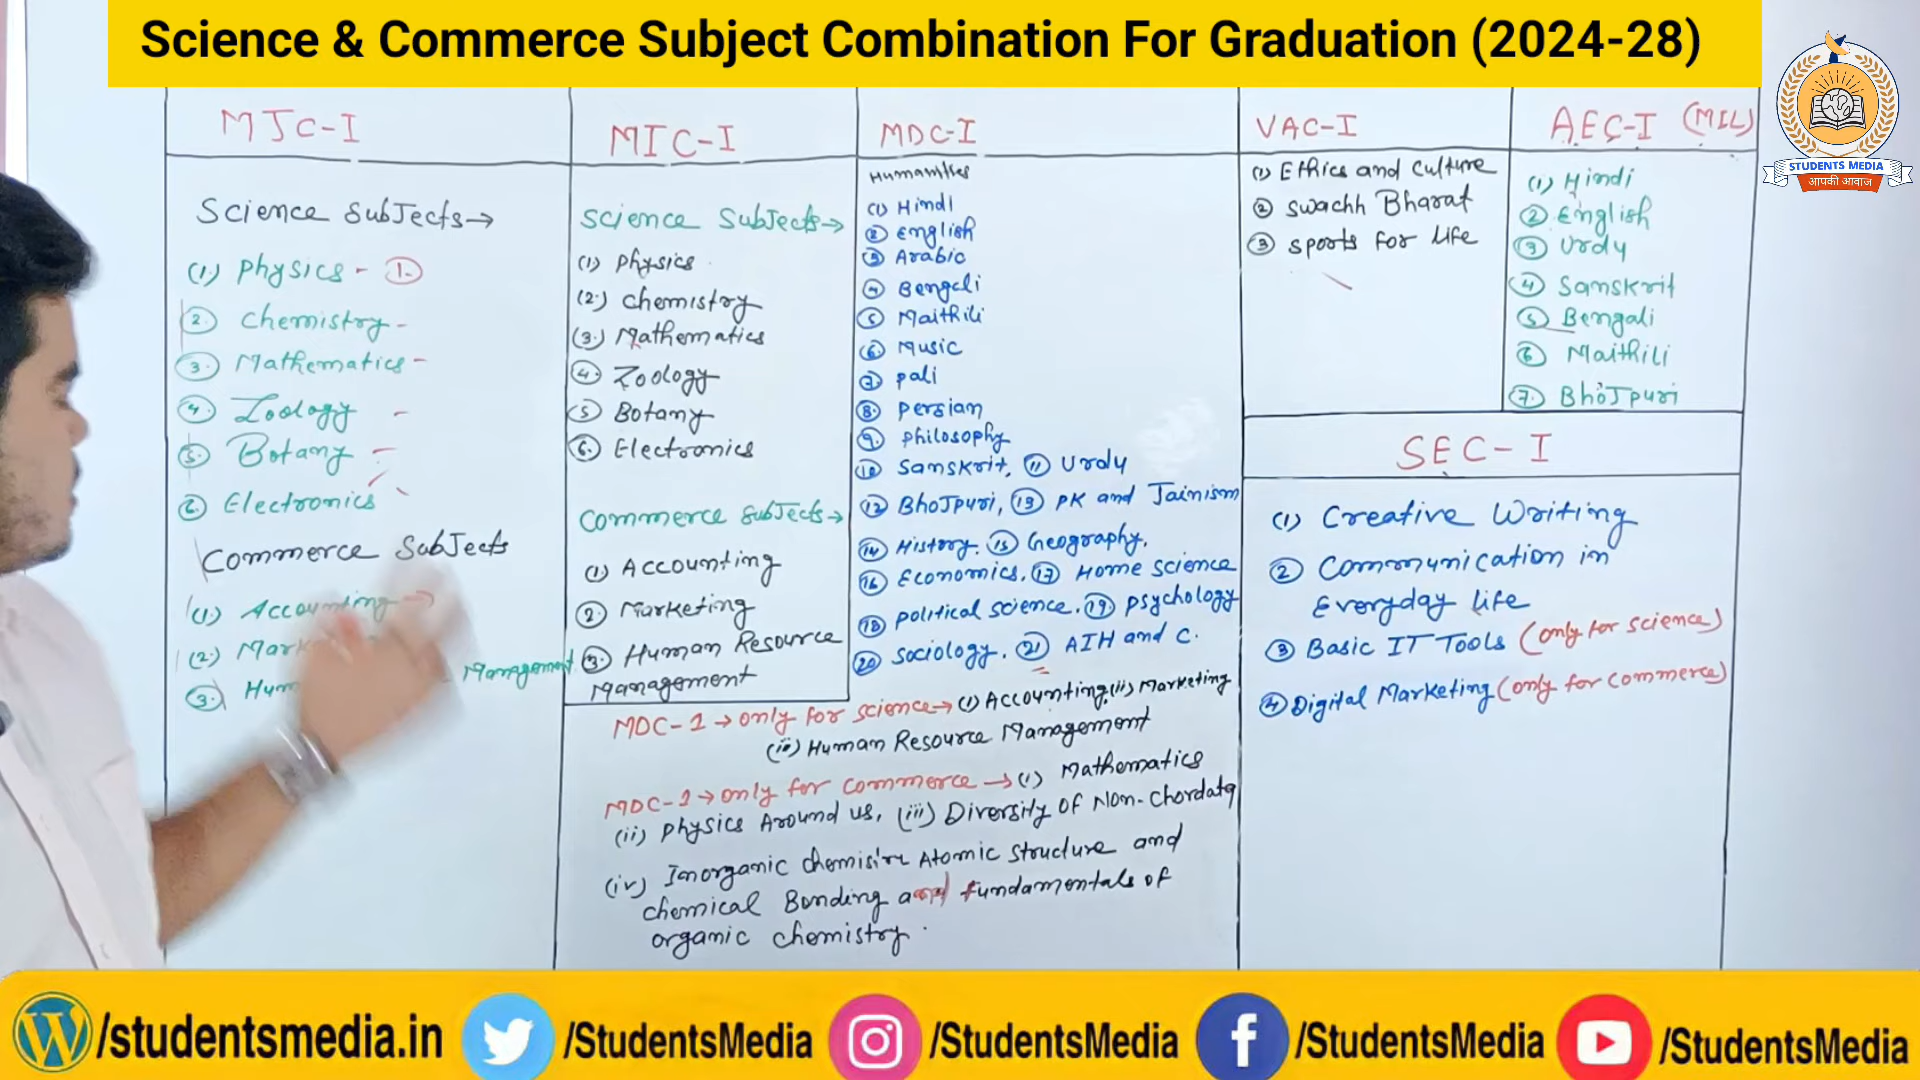 Science & Commerce Subject Combination For Graduation (2024-28)
STUDENTS MEDIA
आपकी आवाज
MJC-I
Science SubJects→
(1) Physics - 1.
2. Chemistry -
3. Mathematics -
4. Zoology -
5. Botany -
6. Electronics
Commerce SubJects
(1) Accounting →
(2)
3. Management
MIC-I
Science SubJects→
(1) Physics
(2.) Chemistry
(3.) Mathematics
4. Zoology
5 Botany
6. Electronics
Commerce SubJects→
(1) Accounting
2. Marketing
3. Human Resource
Management
MDC-I
Humanities
(1) Hindi
2 English
3 Arabic
4 Bengali
5 Maithili
6. Music
7. Pali
8. Persian
9. Philosophy
10 Sanskrit, 11 Urdu
12 BhoJpuri, 13 PK and Jainism
14 History. 15 Geography,
16 Economics, 17 Home science
18 Political science. 19 Psychology
20 Sociology. 21 AIH and C.
MDC-1→only for science→(i) Accounting,(ii) Marketing
Human Resource Management
MDC-1→only for commerce→(i) Mathematics
(ii) Physics Around us, (iii) Diversity of Non-Chordata
(iv) Inorganic Atomic structure and
chemical Bonding and fundamentals of
organic chemistry.
VAC-I
(1) Ethics and Culture
2 Swachh Bharat
3 Sports for Life
AEC-I (MIL)
(1) Hindi
2 English
3 Urdu
4 Sanskrit
5 Bengali
6 Maithili
7. BhoJpuri
SEC-I
(1) Creative Writing
2 Communication in
Everyday life
3 Basic IT Tools (only for science)
4 Digital Marketing (only for commerce)
/studentsmedia.in
/StudentsMedia
/StudentsMedia
/StudentsMedia
/StudentsMedia